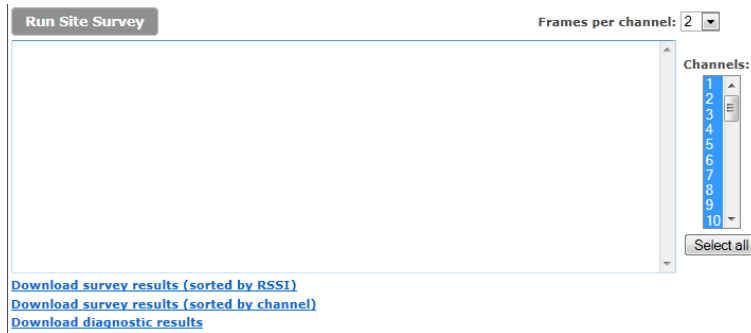 Run Site Survey
Frames per channel: 2
Channels:
1
2
3
4
5
6
7
8
9
10
Select all
Download survey results (sorted by RSSI)
Download survey results (sorted by channel)
Download diagnostic results